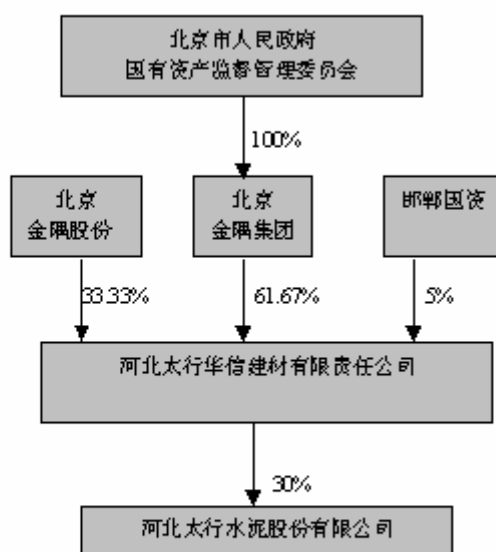 北京市人民政府
国有资产监督管理委员会
100%
北京
金隅股份
北京
金隅集团
邯郸国资
33.33%
61.67%
5%
河北太行华信建材有限责任公司
30%
河北太行水泥股份有限公司